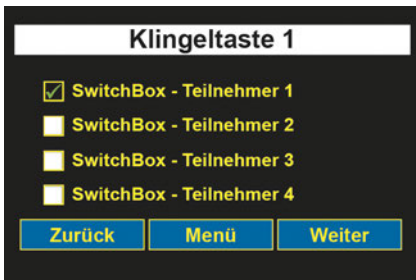 Klingeltaste 1
SwitchBox - Teilnehmer 1
SwitchBox - Teilnehmer 2
SwitchBox - Teilnehmer 3
SwitchBox - Teilnehmer 4
Zurück Menü Weiter